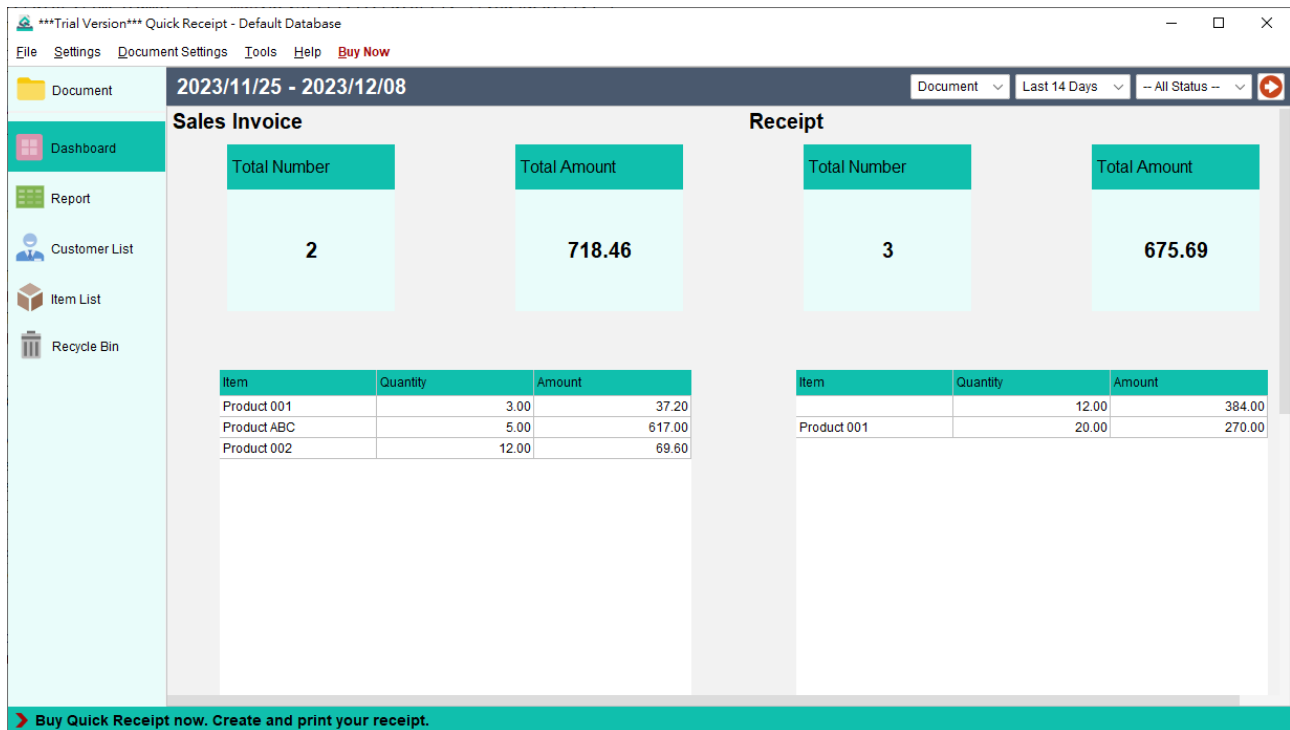 ***Trial Version*** Quick Receipt - Default Database
File Settings Document Settings Tools Help Buy Now
Document
2023/11/25 - 2023/12/08
Document Last 14 Days -- All Status --
Dashboard
Report
Customer List
Item List
Recycle Bin
Sales Invoice
Total Number Total Amount
2 718.46
Item Quantity Amount
Product 001 3.00 37.20
Product ABC 5.00 617.00
Product 002 12.00 69.60
Receipt
Total Number Total Amount
3 675.69
Item Quantity Amount
12.00 384.00
Product 001 20.00 270.00
Buy Quick Receipt now. Create and print your receipt.